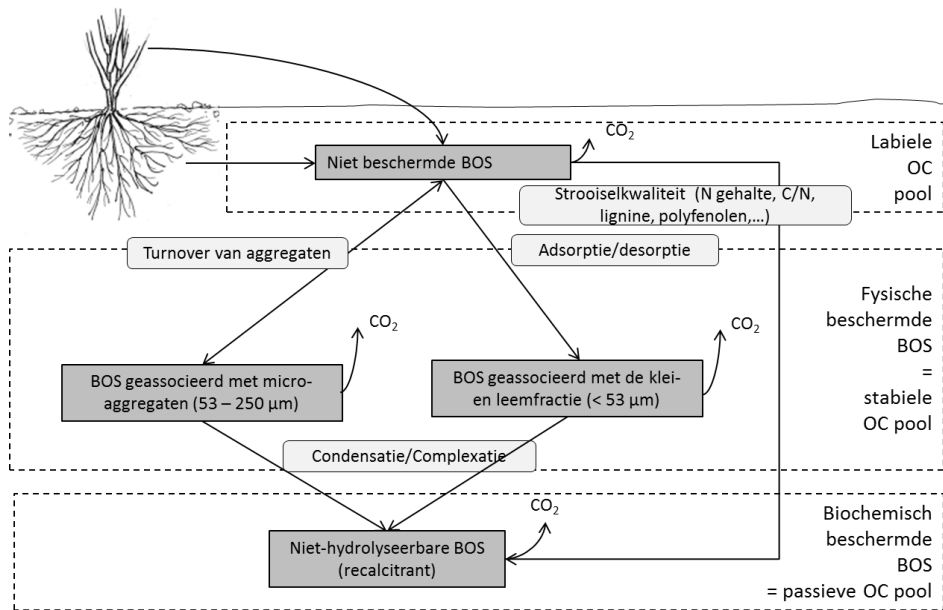 CO2
Niet beschermde BOS
Labiele
OC
pool
Strooiselkwaliteit (N gehalte, C/N,
lignine, polyfenolen,...)
Turnover van aggregaten
Adsorptie/desorptie
Fysische
beschermde
BOS
=
stabiele
OC pool
CO2
CO2
BOS geassocieerd met micro-
aggregaten (53 – 250 µm)
BOS geassocieerd met de klei-
en leemfractie (< 53 µm)
Condensatie/Complexatie
CO2
Niet-hydrolyseerbare BOS
(recalcitrant)
Biochemisch
beschermde
BOS
= passieve OC pool